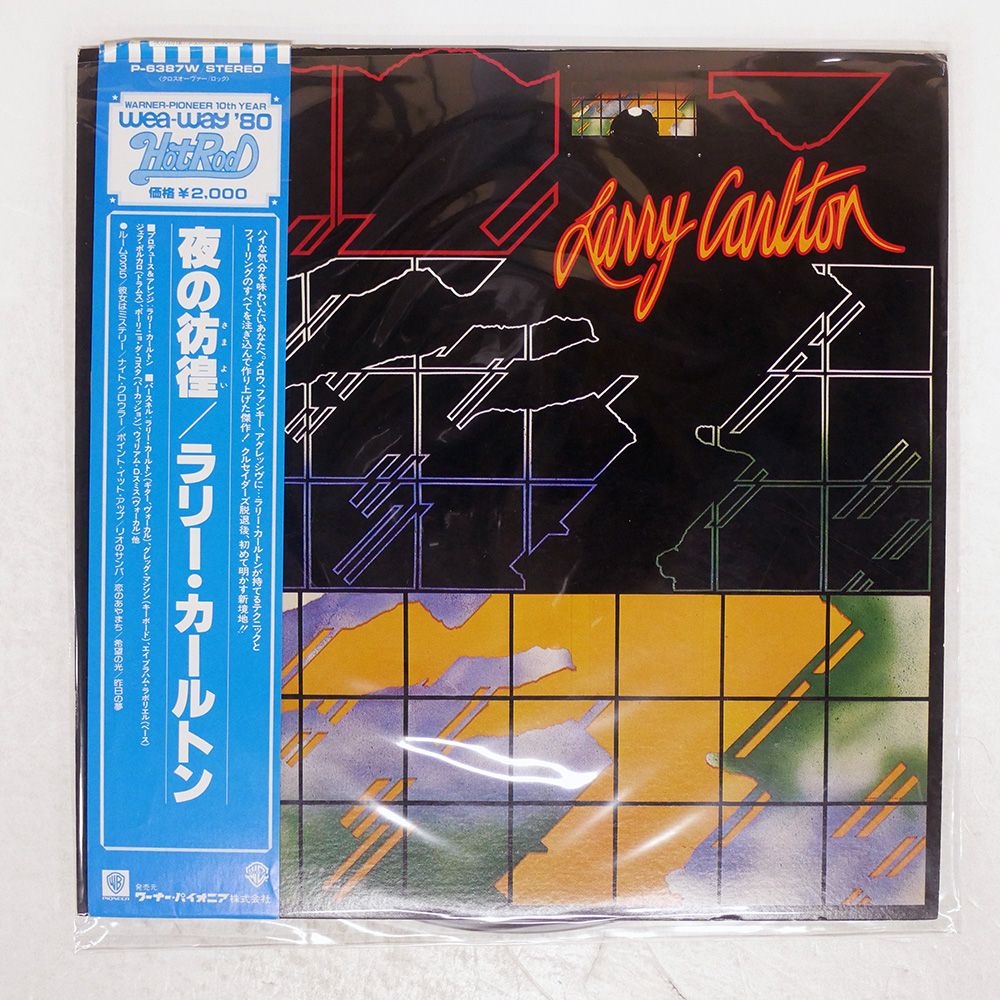 P-6387W STEREO
(クロスオーヴァー/ロック)
WARNER-PIONEER 10th YEAR
wea-way '80
Hot Rod
価格¥2,000
ハイな気分を味わいたいあなたへ。メロウ、ファンキー、アグレッシヴに…ラリー・カールトンが持てるテクニックと
フィーリングのすべてを注ぎ込んで作り上げた傑作! クルセイダーズ脱退後、初めて明かす新境地!!
夜の彷徨/ラリー・カールトン
さまよい
■プロデュース&アレンジ:ラリー・カールトン ■パースネル:ラリー・カールトン(ギター、ヴォーカル)、グレッグ・マシソン(キーボード)、エイブラハム・ラボリエル(ベース)
ジェフ・ポルカロ(ドラムス)、ポーリニョ・ダ・コスタ(パーカッション)、ウィリアム・D・スミス(ヴォーカル)他
●ルーム335/彼女はミステリー/ナイト・クロウラー/ポイント・イット・アップ/リオのサンバ/恋のあやまち/希望の光/昨日の夢
WB
PIONEER
発売元
ワーナー・パイオニア株式会社
Larry Carlton